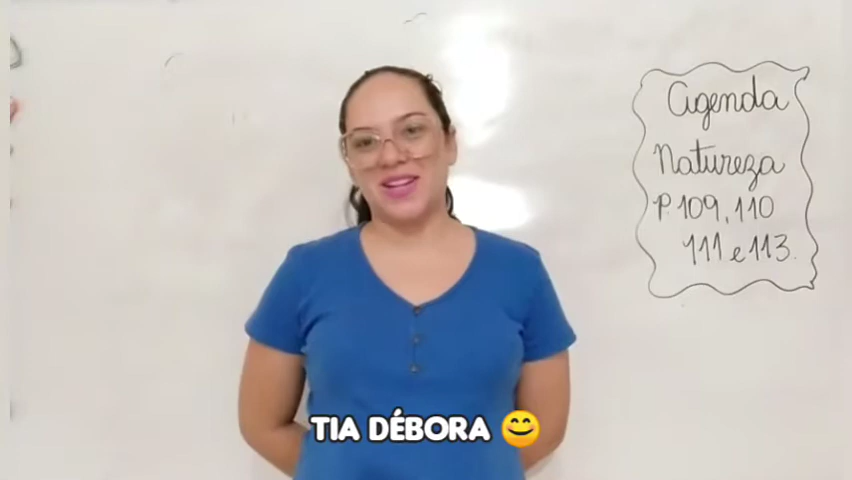 Agenda
Natureza
P. 109, 110
111 e 113.
TIA DÉBORA 😊